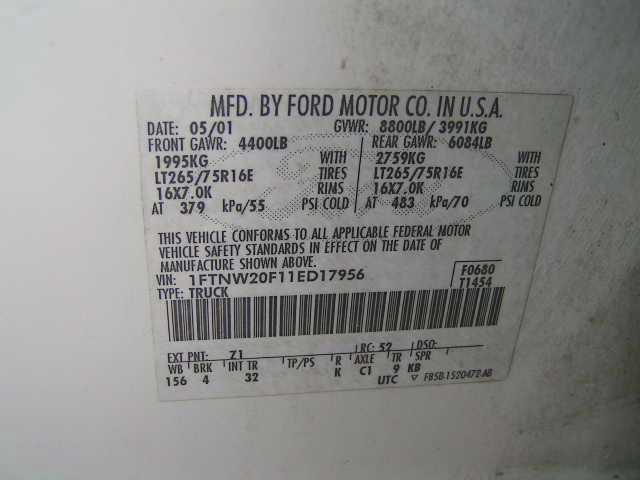 MFD. BY FORD MOTOR CO. IN U.S.A.
DATE: 05/01 GVWR: 8800LB/ 3991KG
FRONT GAWR: 4400LB REAR GAWR: 6084LB
1995KG WITH 2759KG WITH
LT265/75R16E TIRES LT265/75R16E TIRES
16X7.0K RIMS 16X7.0K RIMS
AT 379 kPa/55 PSI COLD AT 483 kPa/70 PSI COLD
THIS VEHICLE CONFORMS TO ALL APPLICABLE FEDERAL MOTOR
VEHICLE SAFETY STANDARDS IN EFFECT ON THE DATE OF
MANUFACTURE SHOWN ABOVE.
VIN: 1FTNW20F11ED17956 F0680
TYPE: TRUCK T1454
EXT PNT: Z1 RC: 52 DSO:
WB BRK INT TR TP/PS R AXLE TR SPR
156 4 32 K C1 9 KB
UTC F85B-1520472-AB